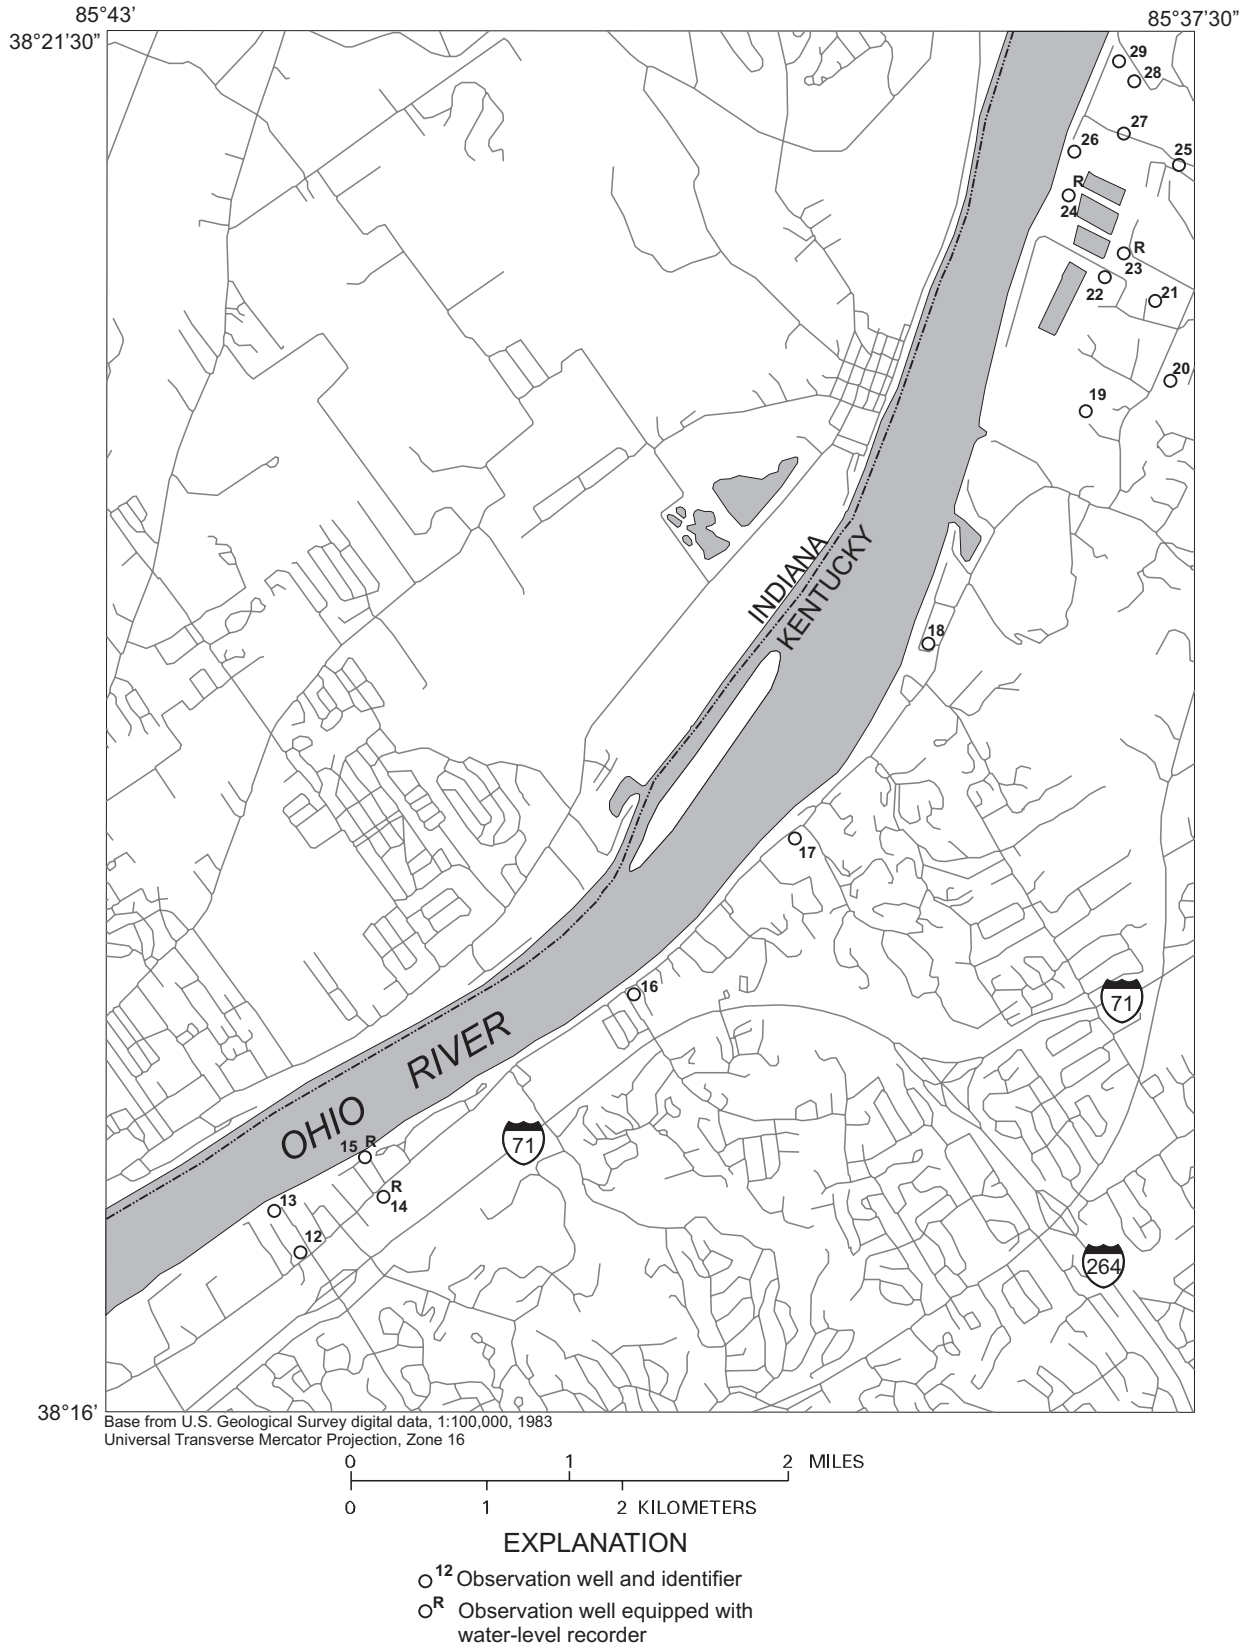 85°43’
85°37’30”
38°21’30”
29
28
27
26
25
R
24
R
23
22
21
20
19
INDIANA
KENTUCKY
18
17
16
71
OHIO RIVER
71
15 R
R
14
13
12
264
38°16’
Base from U.S. Geological Survey digital data, 1:100,000, 1983
Universal Transverse Mercator Projection, Zone 16
0 1 2 MILES
0 1 2 KILOMETERS
EXPLANATION
12 Observation well and identifier
R Observation well equipped with
water-level recorder